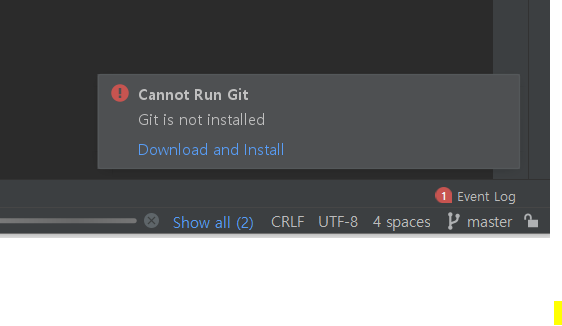 Cannot Run Git
Git is not installed
Download and Install
1 Event Log
Show all (2) CRLF UTF-8 4 spaces master